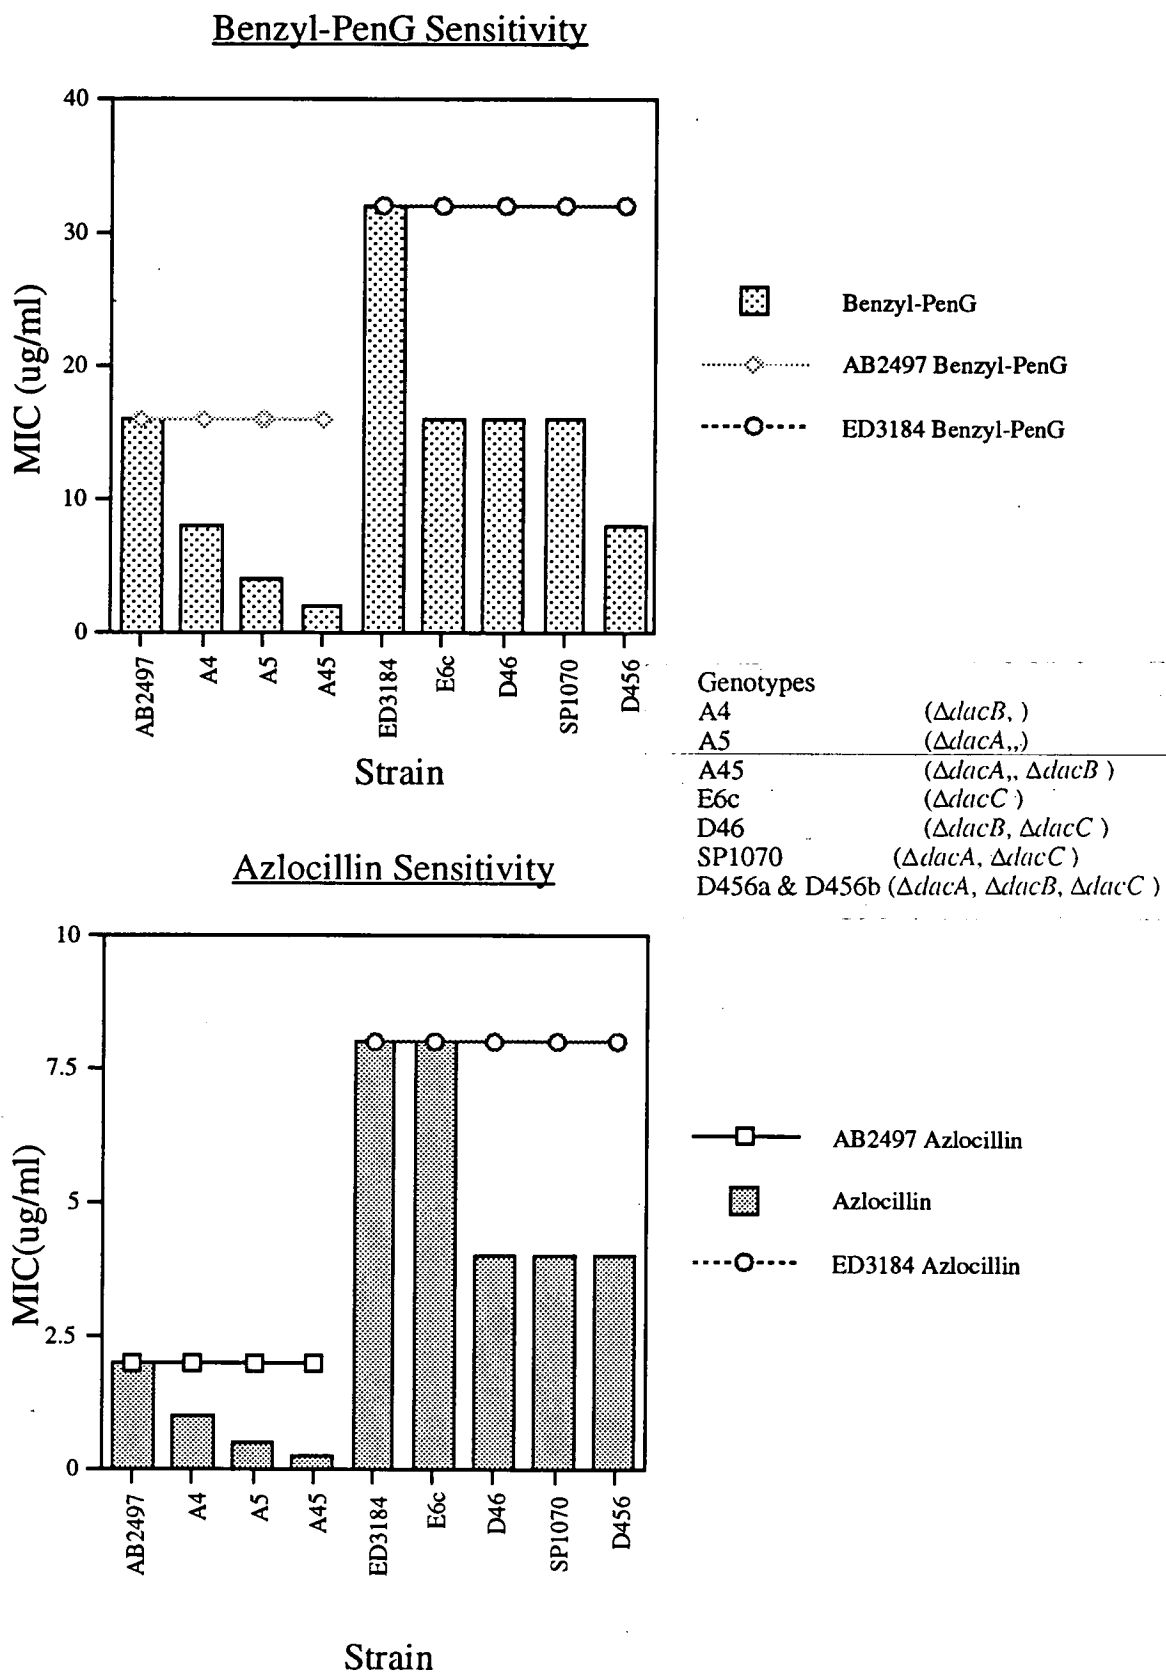 Benzyl-PenG Sensitivity
40
30
20
10
0
MIC (ug/ml)
AB2497
A4
A5
A45
ED3184
E6c
D46
SP1070
D456
Strain
Benzyl-PenG
AB2497 Benzyl-PenG
ED3184 Benzyl-PenG
Genotypes
A4 (ΔdacB, )
A5 (ΔdacA,,)
A45 (ΔdacA,, ΔdacB )
E6c (ΔdacC )
D46 (ΔdacB, ΔdacC )
SP1070 (ΔdacA, ΔdacC )
D456a & D456b (ΔdacA, ΔdacB, ΔdacC )
Azlocillin Sensitivity
10
7.5
5
2.5
0
MIC(ug/ml)
AB2497
A4
A5
A45
ED3184
E6c
D46
SP1070
D456
Strain
AB2497 Azlocillin
Azlocillin
ED3184 Azlocillin